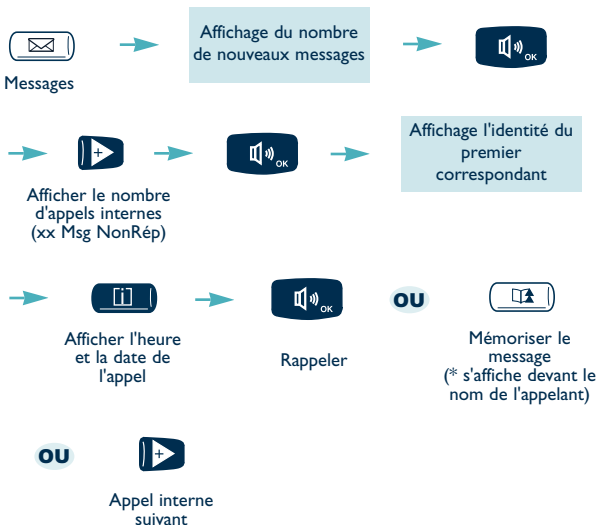 Affichage du nombre
de nouveaux messages
OK
Messages
+
OK
Affichage l'identité du
premier
correspondant
Afficher le nombre
d'appels internes
(xx Msg NonRép)
i
OK
OU
Afficher l'heure
et la date de
l'appel
Rappeler
Mémoriser le
message
(* s'affiche devant le
nom de l'appelant)
OU
+
Appel interne
suivant